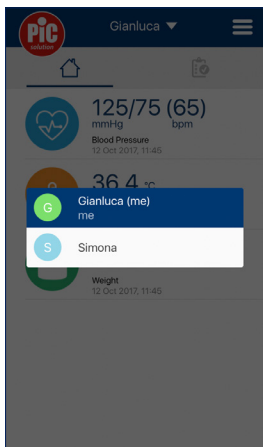 PiC
solution
Gianluca ▼
125/75 (65)
mmHg bpm
Blood Pressure
12 Oct 2017, 11:45
36.4 °C
G
Gianluca (me)
me
S
Simona
Weight
12 Oct 2017, 11:45